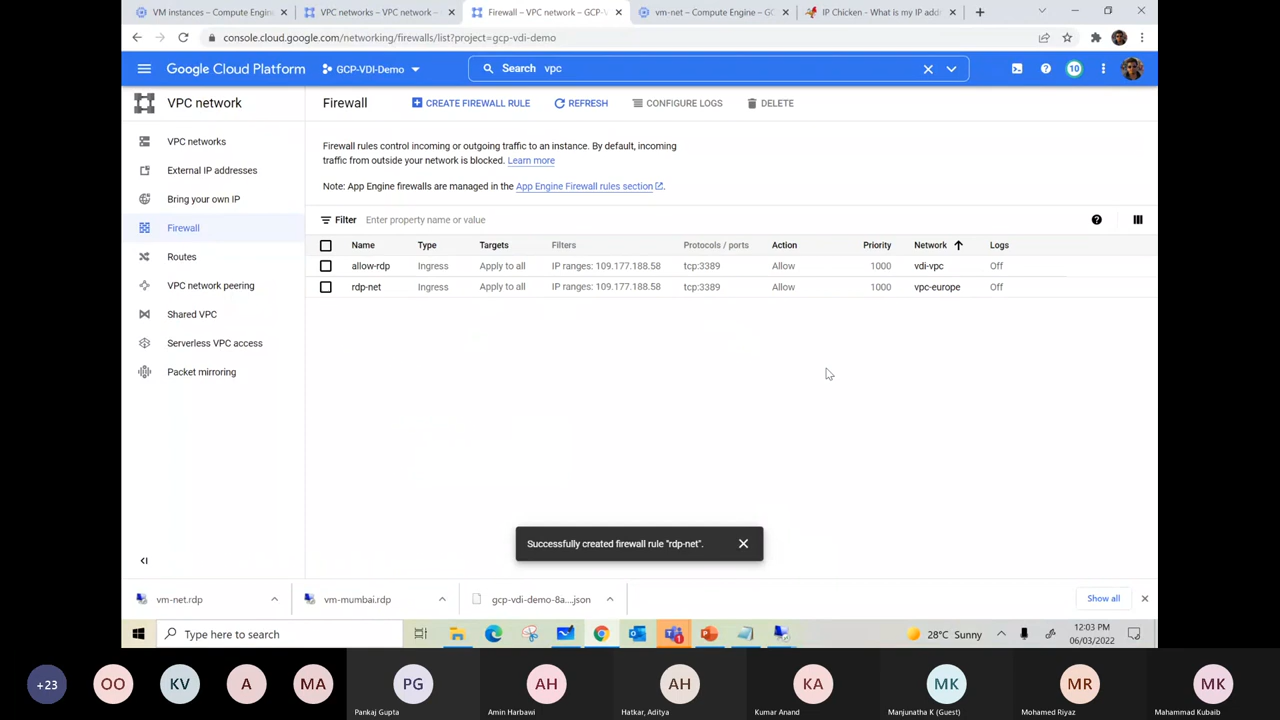 VM instances – Compute Engin
VPC networks – VPC network –
Firewall – VPC network – GCP-V
vm-net – Compute Engine – GC
IP Chicken - What is my IP add
console.cloud.google.com/networking/firewalls/list?project=gcp-vdi-demo
Google Cloud Platform
GCP-VDI-Demo
Search vpc
10
VPC network
Firewall
CREATE FIREWALL RULE
REFRESH
CONFIGURE LOGS
DELETE
VPC networks
External IP addresses
Bring your own IP
Firewall
Routes
VPC network peering
Shared VPC
Serverless VPC access
Packet mirroring
Firewall rules control incoming or outgoing traffic to an instance. By default, incoming
traffic from outside your network is blocked. Learn more
Note: App Engine firewalls are managed in the App Engine Firewall rules section.
Filter Enter property name or value
Name Type Targets Filters Protocols / ports Action Priority Network Logs
allow-rdp Ingress Apply to all IP ranges: 109.177.188.58 tcp:3389 Allow 1000 vdi-vpc Off
rdp-net Ingress Apply to all IP ranges: 109.177.188.58 tcp:3389 Allow 1000 vpc-europe Off
Successfully created firewall rule "rdp-net".
vm-net.rdp
vm-mumbai.rdp
gcp-vdi-demo-8a....json
Show all
Type here to search
1
28°C Sunny
12:03 PM
06/03/2022
+23
OO
KV
A
MA
PG
Pankaj Gupta
AH
Amin Harbawi
AH
Hatkar, Aditya
KA
Kumar Anand
MK
Manjunatha K (Guest)
MR
Mohamed Riyaz
MK
Mahammad Kubaib